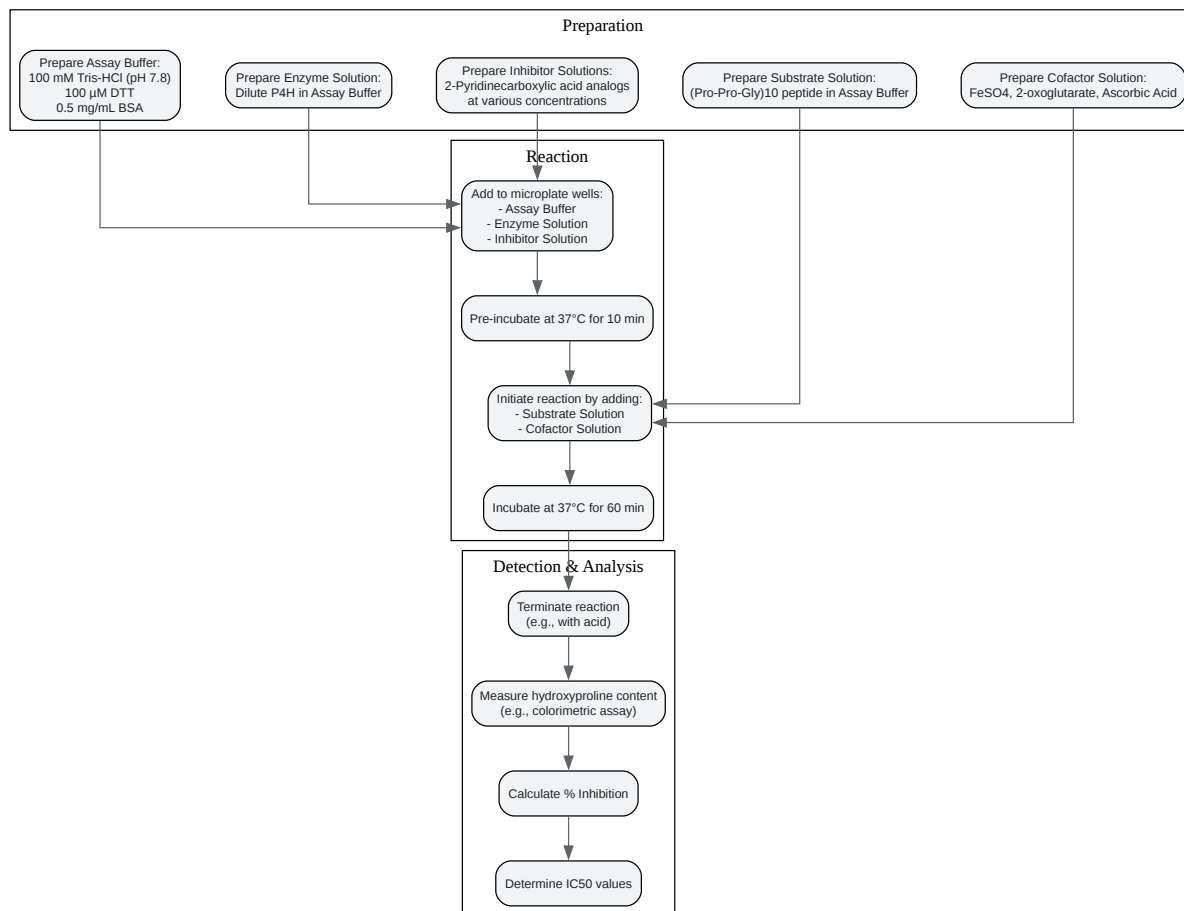 Preparation
Prepare Assay Buffer:
100 mM Tris-HCl (pH 7.8)
100 µM DTT
0.5 mg/mL BSA
Prepare Enzyme Solution:
Dilute P4H in Assay Buffer
Prepare Inhibitor Solutions:
2-Pyridinecarboxylic acid analogs
at various concentrations
Prepare Substrate Solution:
(Pro-Pro-Gly)10 peptide in Assay Buffer
Prepare Cofactor Solution:
FeSO4, 2-oxoglutarate, Ascorbic Acid
Reaction
Add to microplate wells:
- Assay Buffer
- Enzyme Solution
- Inhibitor Solution
Pre-incubate at 37°C for 10 min
Initiate reaction by adding:
- Substrate Solution
- Cofactor Solution
Incubate at 37°C for 60 min
Detection & Analysis
Terminate reaction
(e.g., with acid)
Measure hydroxyproline content
(e.g., colorimetric assay)
Calculate % Inhibition
Determine IC50 values